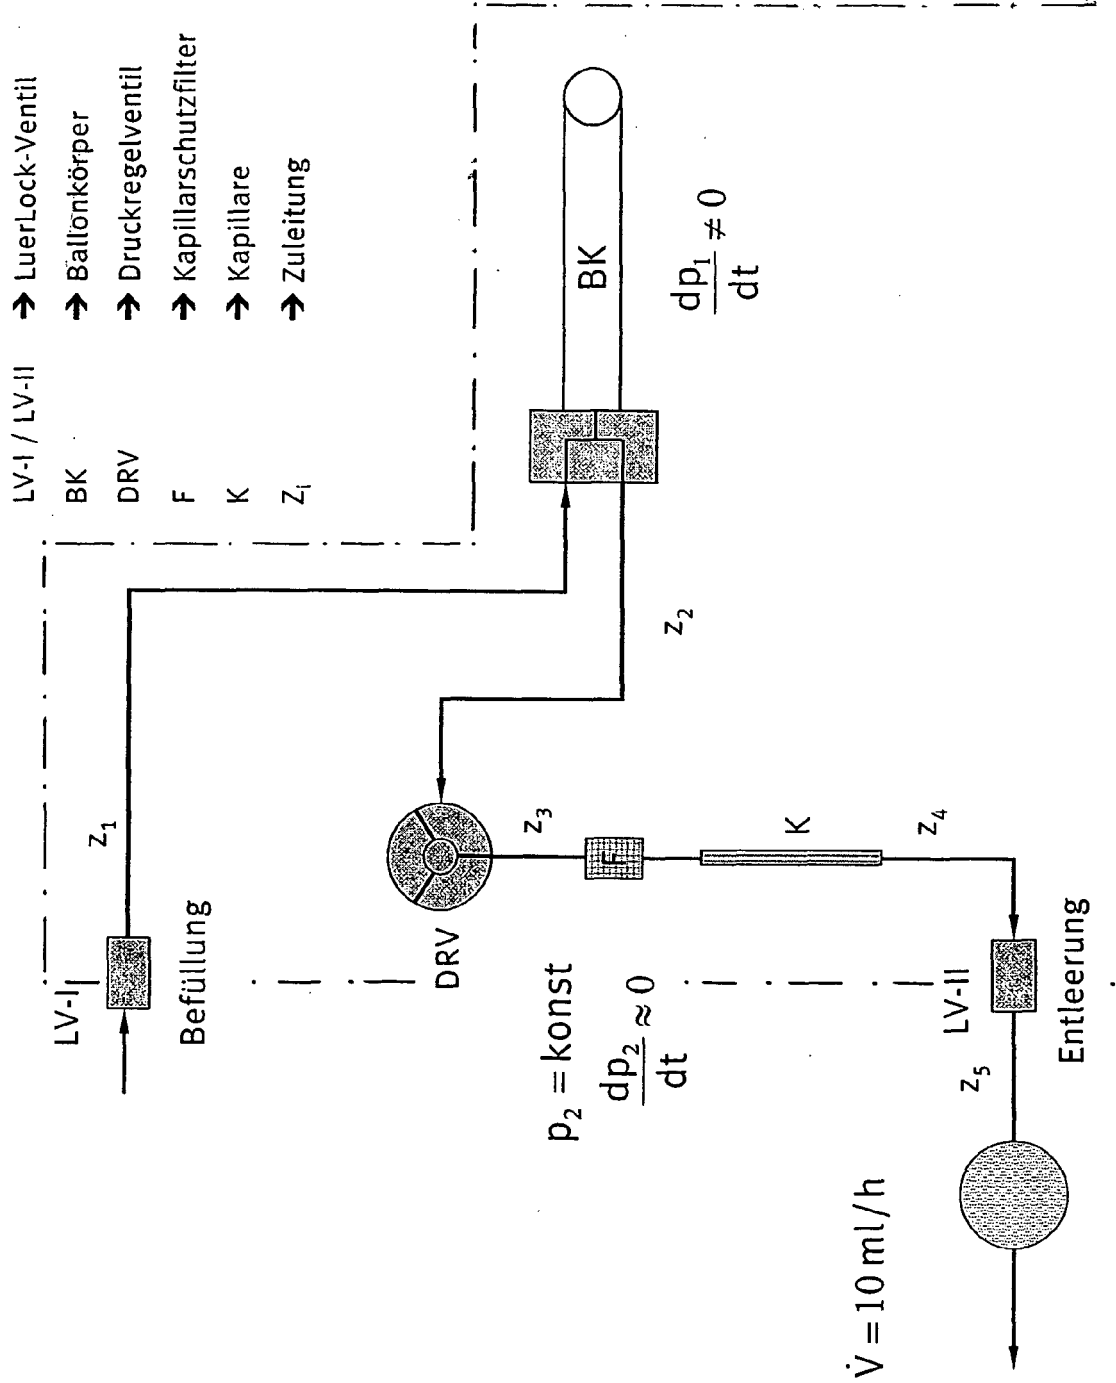 LV-I / LV-II → LuerLock-Ventil
BK → Ballonkörper
DRV → Druckregelventil
F → Kapillarschutzfilter
K → Kapillare
Zᵢ → Zuleitung
LV-I
Befüllung
z₁
BK
dp₁/dt ≠ 0
z₂
DRV
z₃
F
K
z₄
p₂ = konst
dp₂/dt ≈ 0
LV-II
Entleerung
z₅
V̇ = 10 ml/h